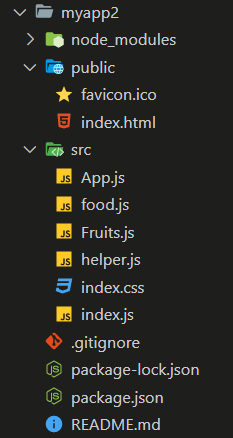 myapp2
node_modules
public
favicon.ico
index.html
src
App.js
food.js
Fruits.js
helper.js
index.css
index.js
.gitignore
package-lock.json
package.json
README.md